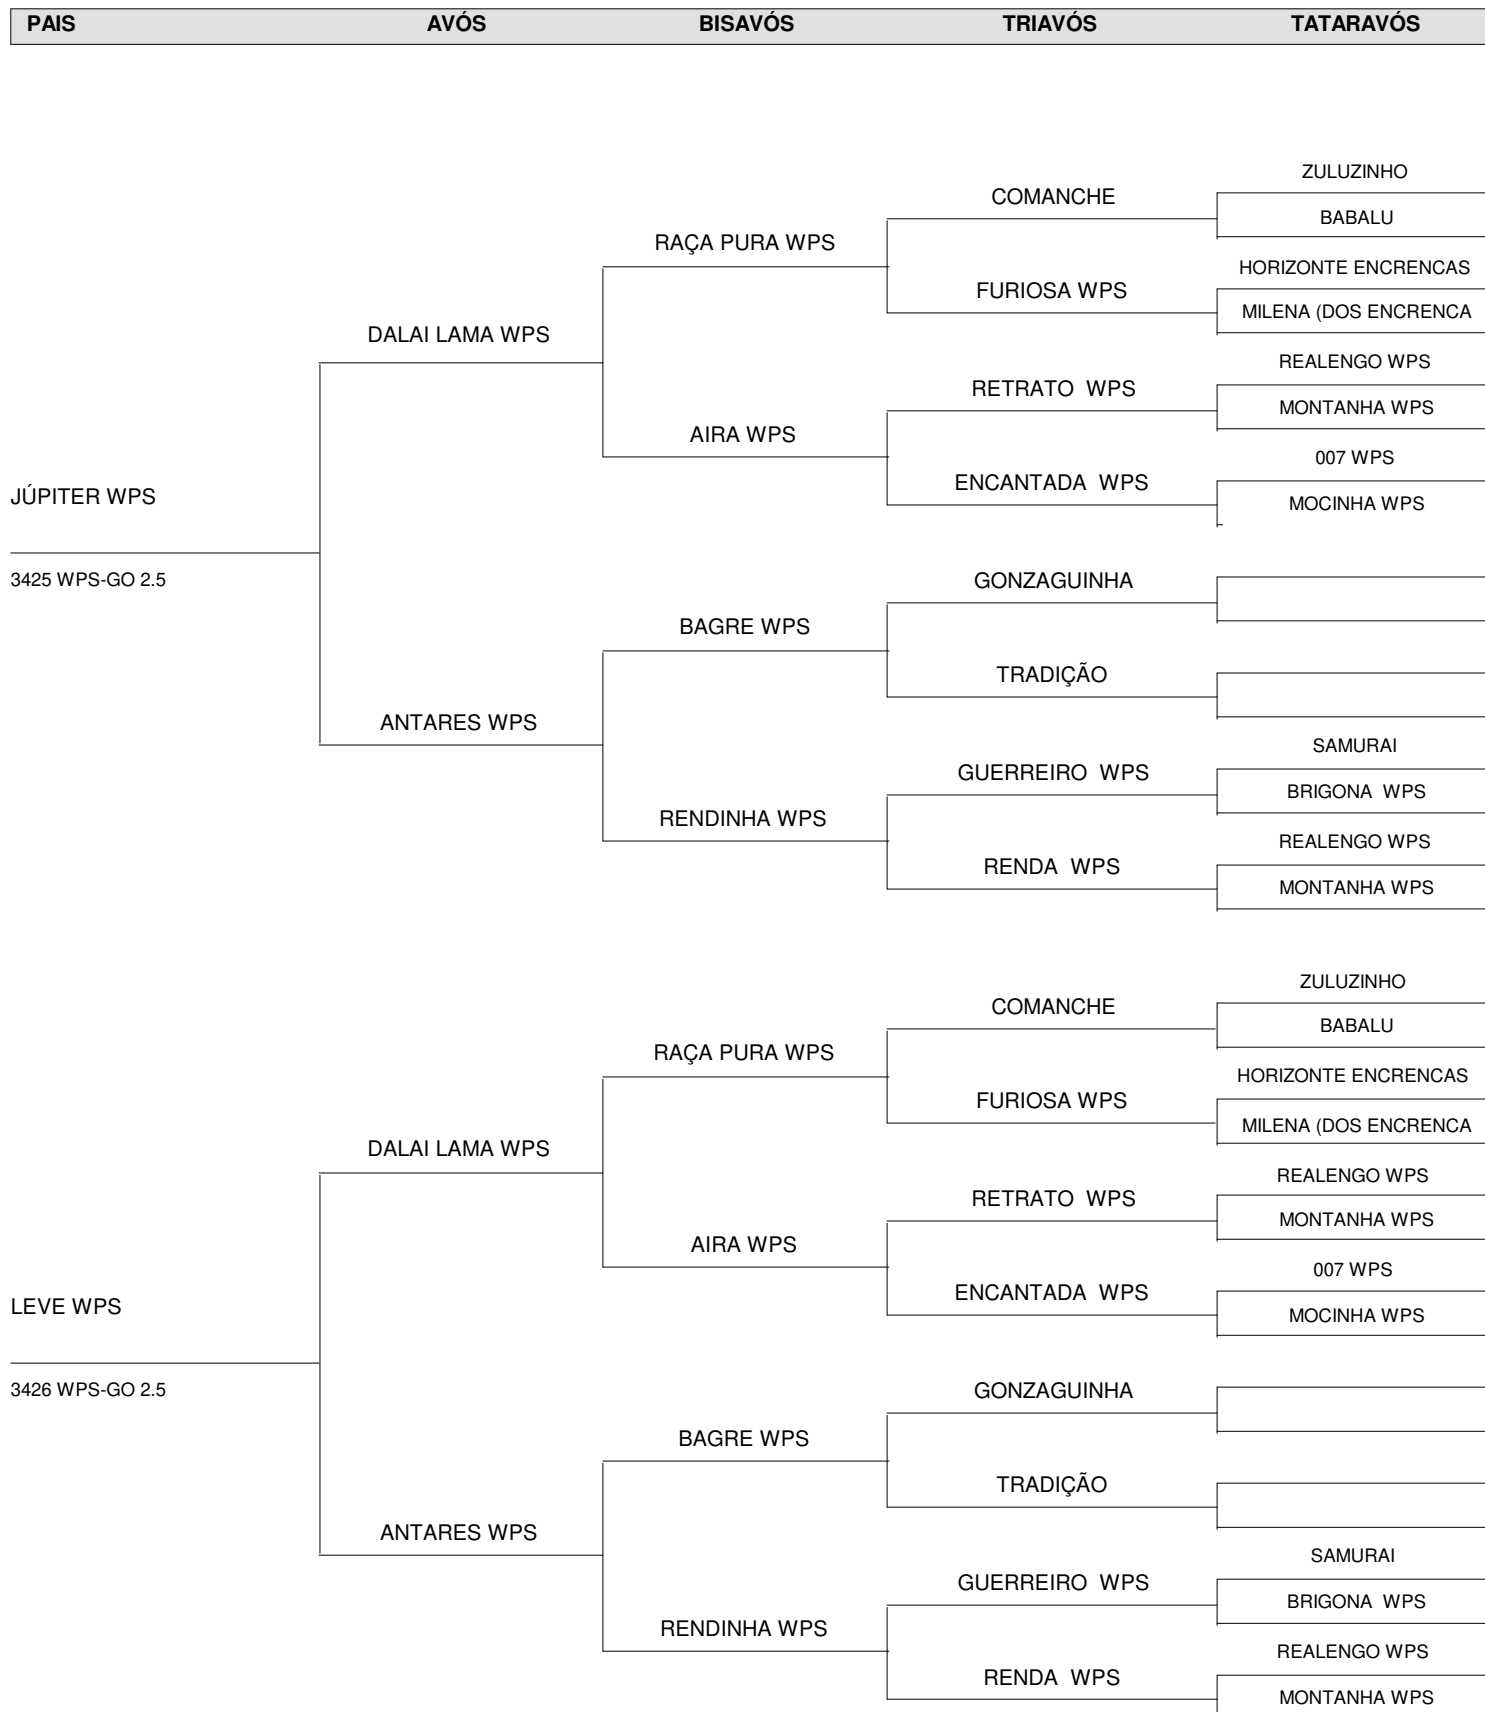 PAIS AVÓS BISAVÓS TRIAVÓS TATARAVÓS
ZULUZINHO
COMANCHE
BABALU
RAÇA PURA WPS
HORIZONTE ENCRENCAS
FURIOSA WPS
MILENA (DOS ENCRENCA
DALAI LAMA WPS
REALENGO WPS
RETRATO WPS
MONTANHA WPS
AIRA WPS
007 WPS
ENCANTADA WPS
JÚPITER WPS
MOCINHA WPS
3425 WPS-GO 2.5
GONZAGUINHA
BAGRE WPS
TRADIÇÃO
ANTARES WPS
SAMURAI
GUERREIRO WPS
BRIGONA WPS
RENDINHA WPS
REALENGO WPS
RENDA WPS
MONTANHA WPS
ZULUZINHO
COMANCHE
BABALU
RAÇA PURA WPS
HORIZONTE ENCRENCAS
FURIOSA WPS
MILENA (DOS ENCRENCA
DALAI LAMA WPS
REALENGO WPS
RETRATO WPS
MONTANHA WPS
AIRA WPS
007 WPS
ENCANTADA WPS
LEVE WPS
MOCINHA WPS
3426 WPS-GO 2.5
GONZAGUINHA
BAGRE WPS
TRADIÇÃO
ANTARES WPS
SAMURAI
GUERREIRO WPS
BRIGONA WPS
RENDINHA WPS
REALENGO WPS
RENDA WPS
MONTANHA WPS